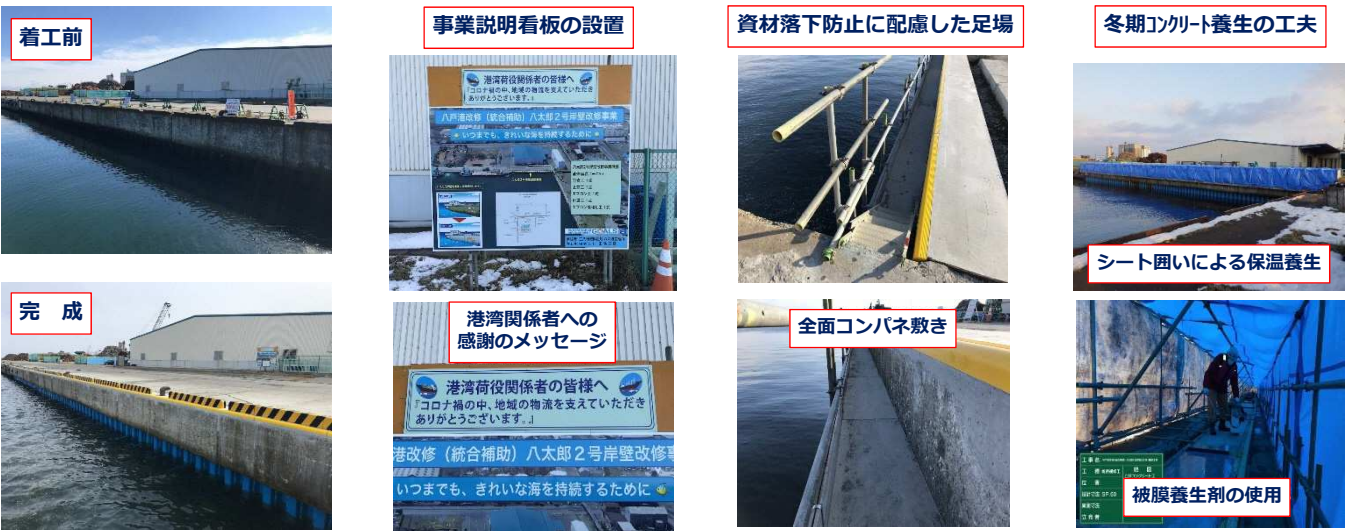 着工前
事業説明看板の設置
資材落下防止に配慮した足場
冬期コンクリート養生の工夫
港湾荷役関係者の皆様へ
『コロナ禍の中、地域の物流を支えていただき
ありがとうございます。』
八戸港改修（統合補助）八太郎２号岸壁改修事業
いつまでも、きれいな海を持続するために
シート囲いによる保温養生
完　成
港湾関係者への
感謝のメッセージ
全面コンパネ敷き
港湾荷役関係者の皆様へ
『コロナ禍の中、地域の物流を支えていただき
ありがとうございます。』
港改修（統合補助）八太郎２号岸壁改修事
いつまでも、きれいな海を持続するために
工事名
工種
位置
被膜養生剤の使用